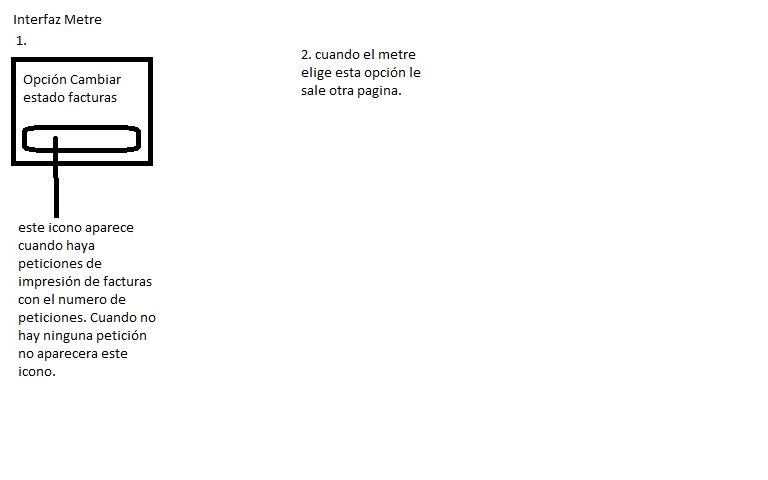 Interfaz Metre
1.
Opción Cambiar
estado facturas
este icono aparece
cuando haya
peticiones de
impresión de facturas
con el numero de
peticiones. Cuando no
hay ninguna petición
no aparecera este
icono.
2. cuando el metre
elige esta opción le
sale otra pagina.